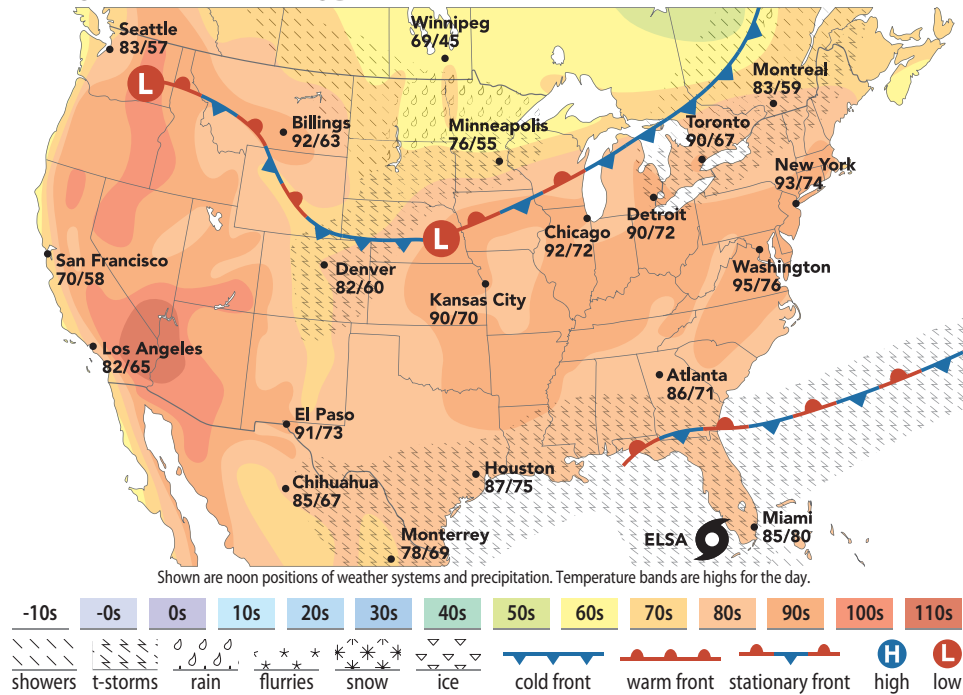 Seattle
83/57
Winnipeg
69/45
Montreal
83/59
L
Billings
92/63
Minneapolis
76/55
Toronto
90/67
New York
93/74
L
Chicago
92/72
Detroit
90/72
San Francisco
70/58
Denver
82/60
Washington
95/76
Kansas City
90/70
Los Angeles
82/65
Atlanta
86/71
El Paso
91/73
Houston
87/75
Chihuahua
85/67
Monterrey
78/69
ELSA
Miami
85/80
Shown are noon positions of weather systems and precipitation. Temperature bands are highs for the day.
-10s -0s 0s 10s 20s 30s 40s 50s 60s 70s 80s 90s 100s 110s
H L
showers t-storms rain flurries snow ice cold front warm front stationary front high low